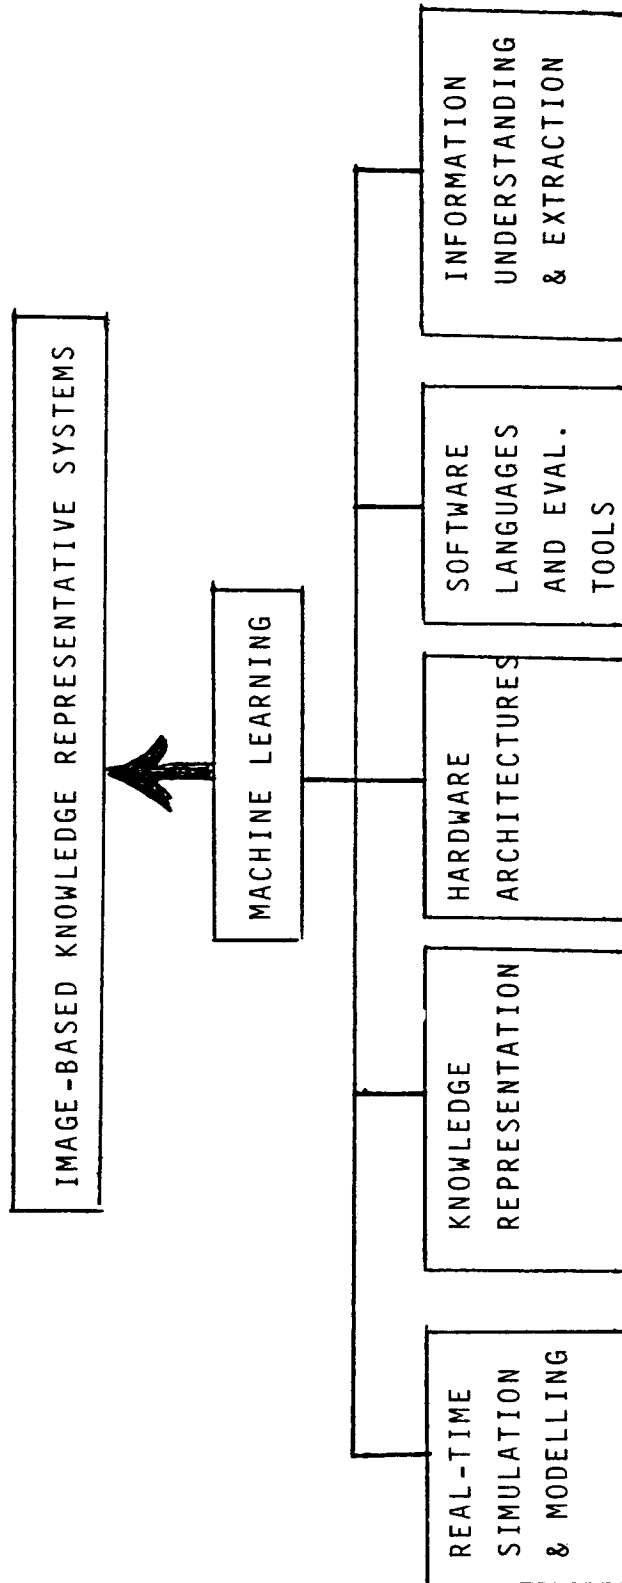 IMAGE-BASED KNOWLEDGE REPRESENTATIVE SYSTEMS
MACHINE LEARNING
REAL-TIME
SIMULATION
& MODELLING
KNOWLEDGE
REPRESENTATION
HARDWARE
ARCHITECTURES
SOFTWARE
LANGUAGES
AND EVAL.
TOOLS
INFORMATION
UNDERSTANDING
& EXTRACTION